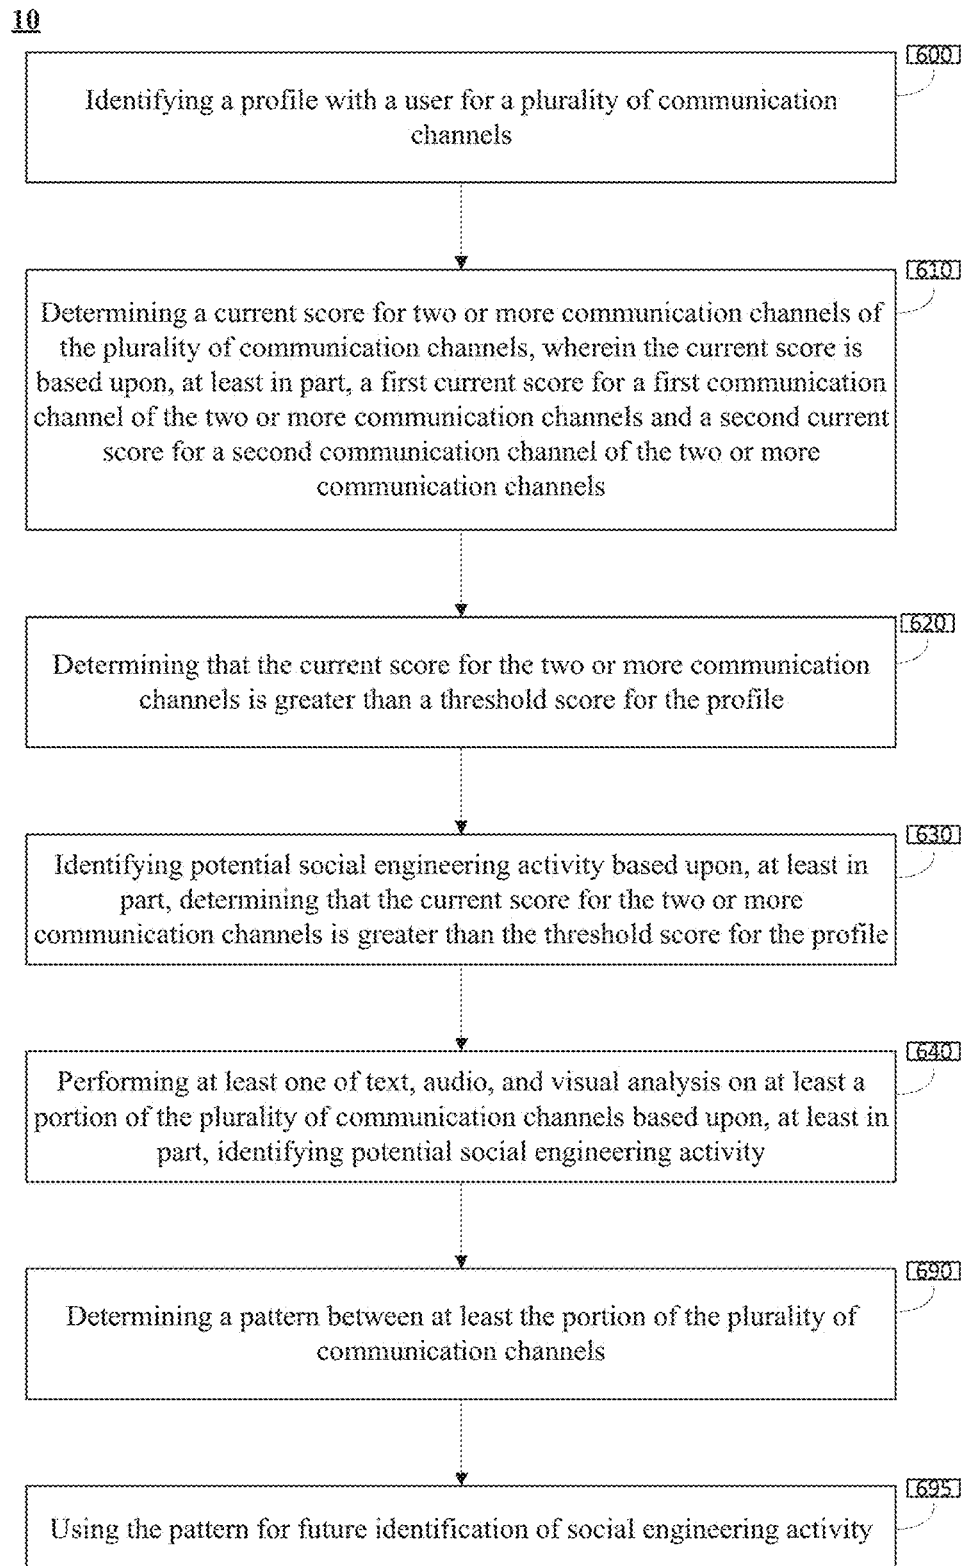 10
600
Identifying a profile with a user for a plurality of communication
channels
610
Determining a current score for two or more communication channels of
the plurality of communication channels, wherein the current score is
based upon, at least in part, a first current score for a first communication
channel of the two or more communication channels and a second current
score for a second communication channel of the two or more
communication channels
620
Determining that the current score for the two or more communication
channels is greater than a threshold score for the profile
630
Identifying potential social engineering activity based upon, at least in
part, determining that the current score for the two or more
communication channels is greater than the threshold score for the profile
640
Performing at least one of text, audio, and visual analysis on at least a
portion of the plurality of communication channels based upon, at least in
part, identifying potential social engineering activity
690
Determining a pattern between at least the portion of the plurality of
communication channels
695
Using the pattern for future identification of social engineering activity